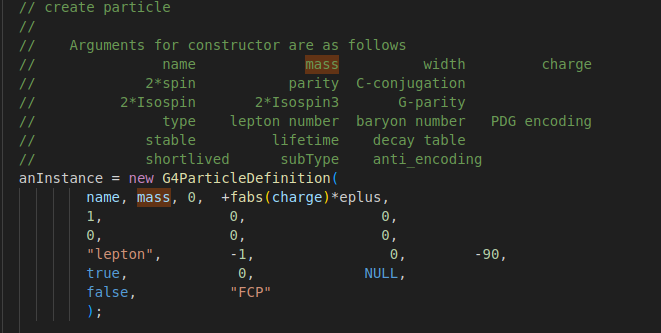 // create particle
//
//    Arguments for constructor are as follows
//               name             mass          width         charge
//             2*spin           parity  C-conjugation
//          2*Isospin       2*Isospin3       G-parity
//               type    lepton number  baryon number   PDG encoding
//             stable         lifetime    decay table
//             shortlived      subType    anti_encoding
anInstance = new G4ParticleDefinition(
        name, mass, 0,  +fabs(charge)*eplus,
        1,               0,                0,
        0,               0,                0,
        "lepton",        -1,                0,        -90,
        true,             0,             NULL,
        false,           "FCP"
        );